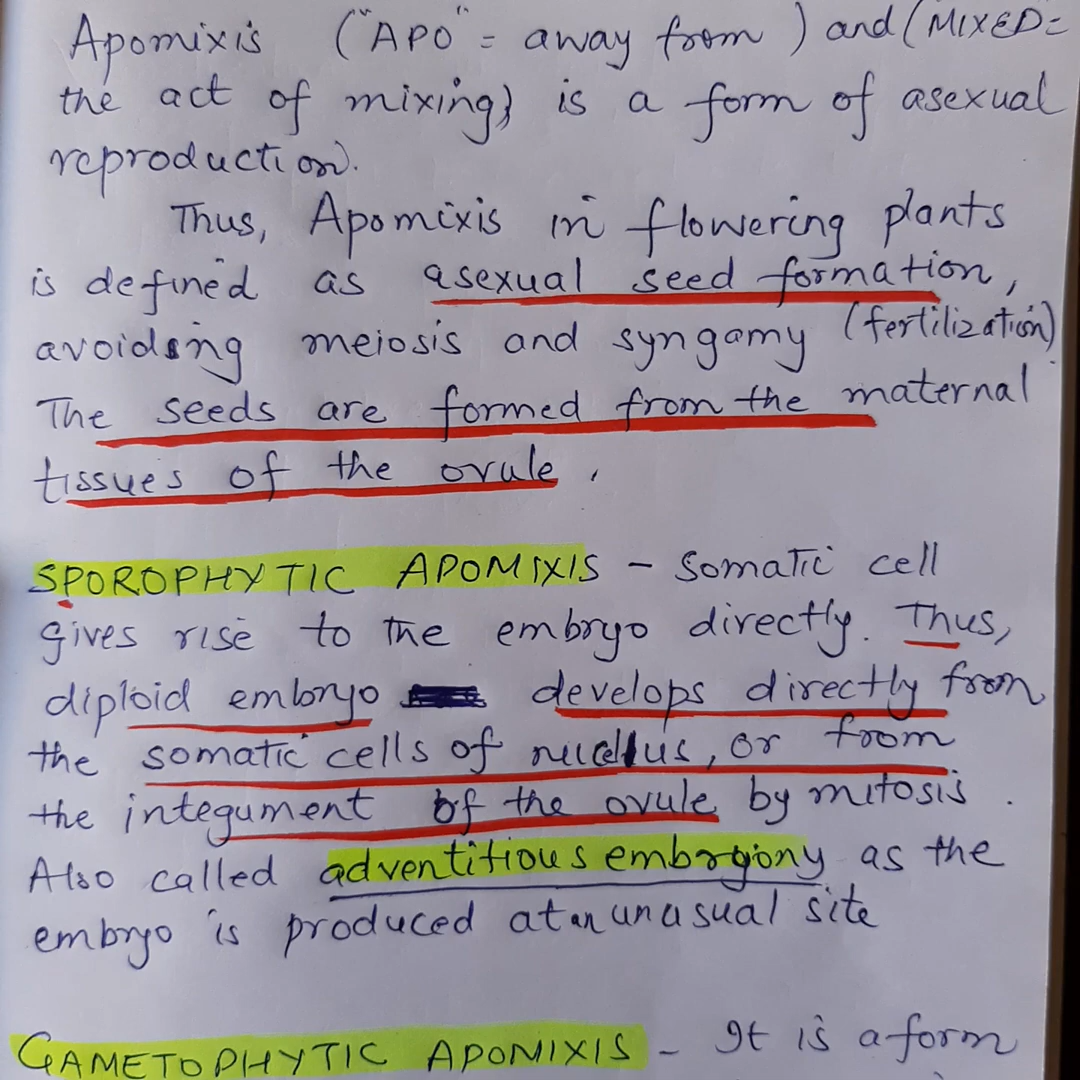 Apomixis ("APO" = away from ) and (MIXED =
the act of mixing) is a form of asexual
reproduction.
Thus, Apomixis in flowering plants
is defined as asexual seed formation,
avoiding meiosis and syngamy (fertilization)
The seeds are formed from the maternal
tissues of the ovule.
SPOROPHYTIC APOMIXIS - Somatic cell
gives rise to the embryo directly. Thus,
diploid embryo develops directly from
the somatic cells of nucellus, or from
the integument of the ovule by mitosis.
Also called adventitious embryony as the
embryo is produced at an unusual site
GAMETOPHYTIC APOMIXIS - It is a form